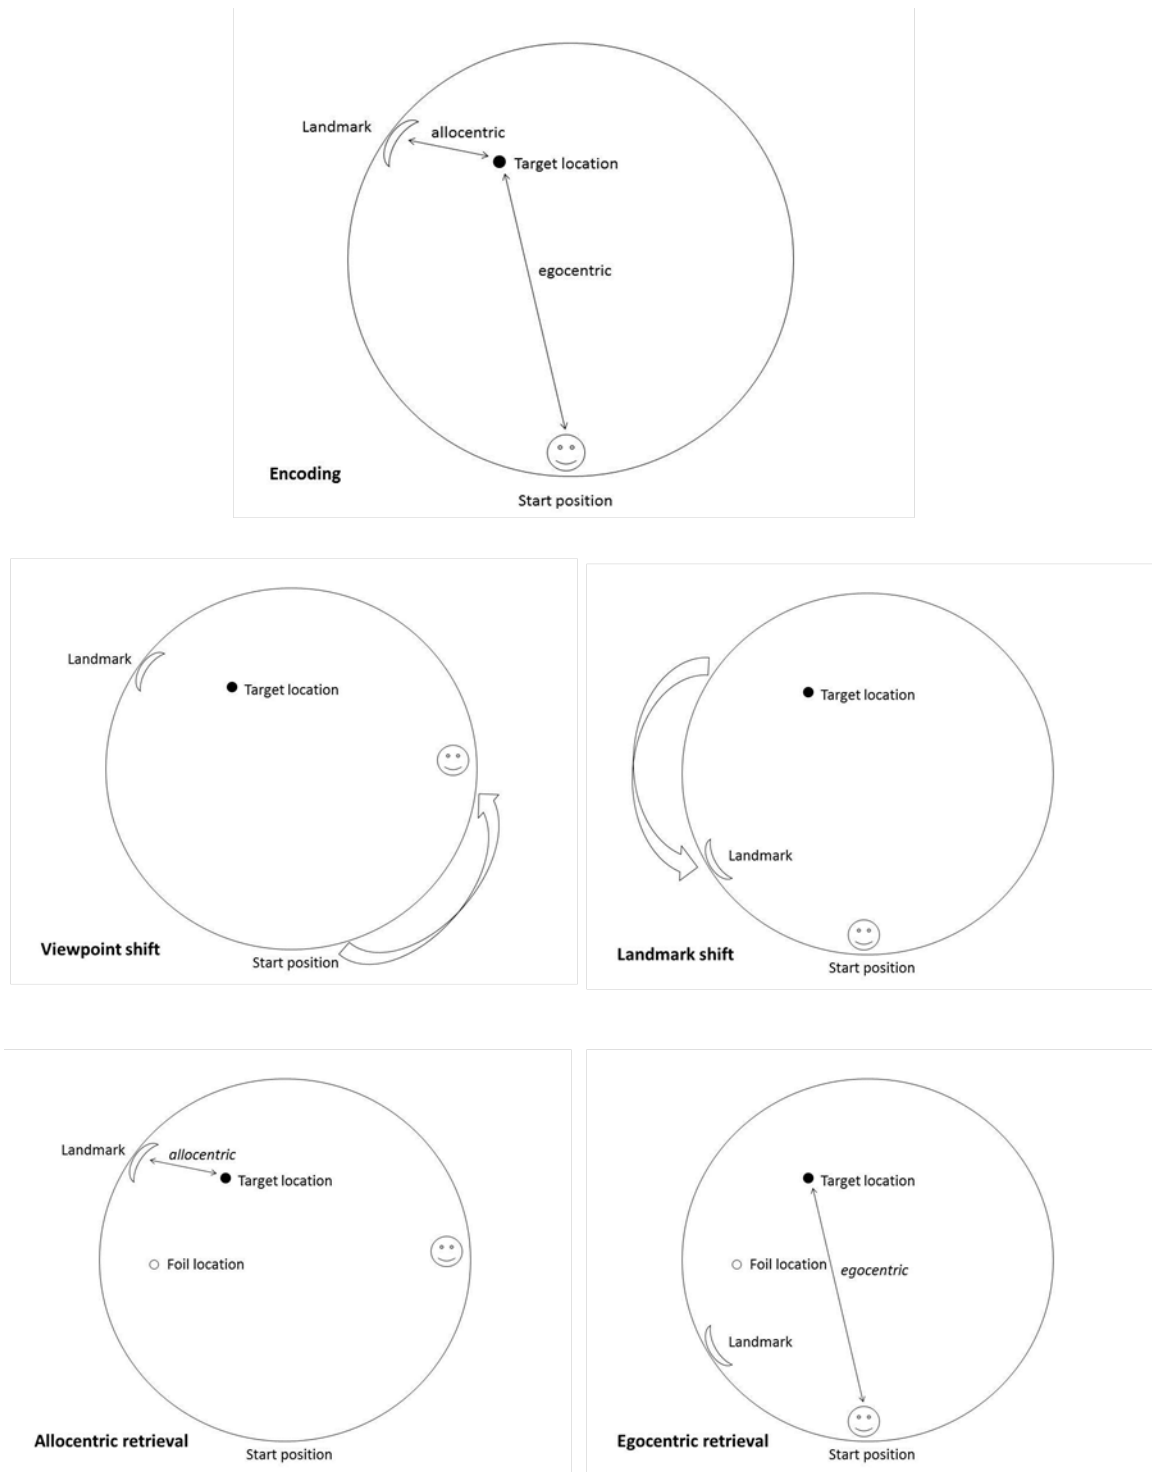 Landmark
allocentric
Target location
egocentric
Encoding
Start position
Landmark
Target location
Viewpoint shift
Start position
Target location
Landmark
Landmark shift
Start position
Landmark
allocentric
Target location
Foil location
Allocentric retrieval
Start position
Target location
Foil location
egocentric
Landmark
Egocentric retrieval
Start position